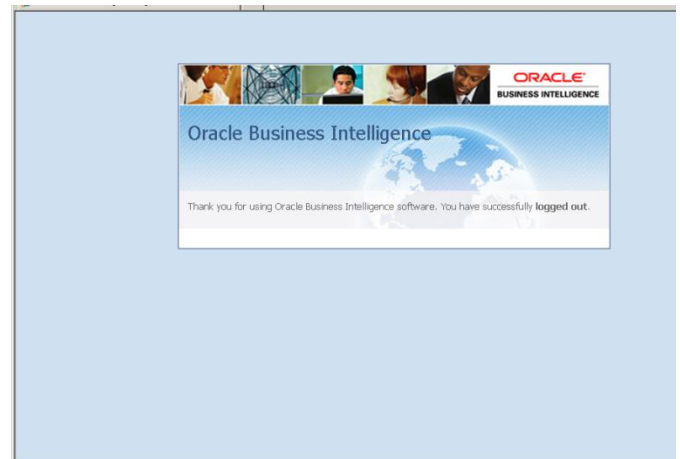 ORACLE
BUSINESS INTELLIGENCE
Oracle Business Intelligence
Thank you for using Oracle Business Intelligence software. You have successfully logged out.